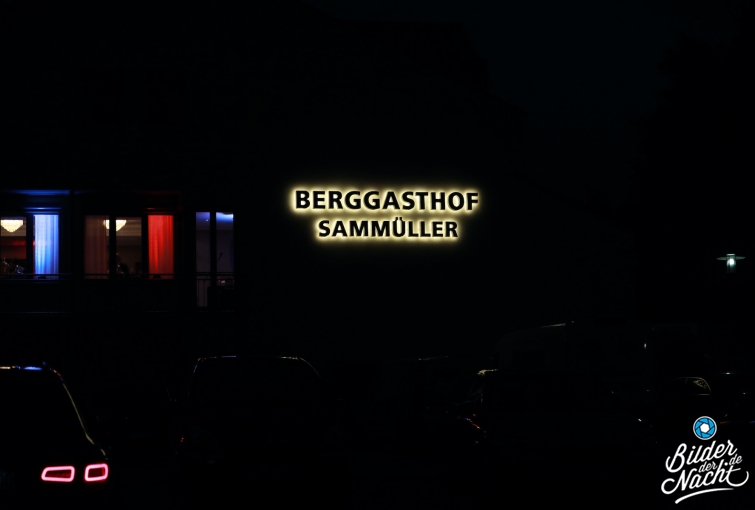 BERGGASTHOF
SAMMÜLLER
Bilder
der .de
Nacht